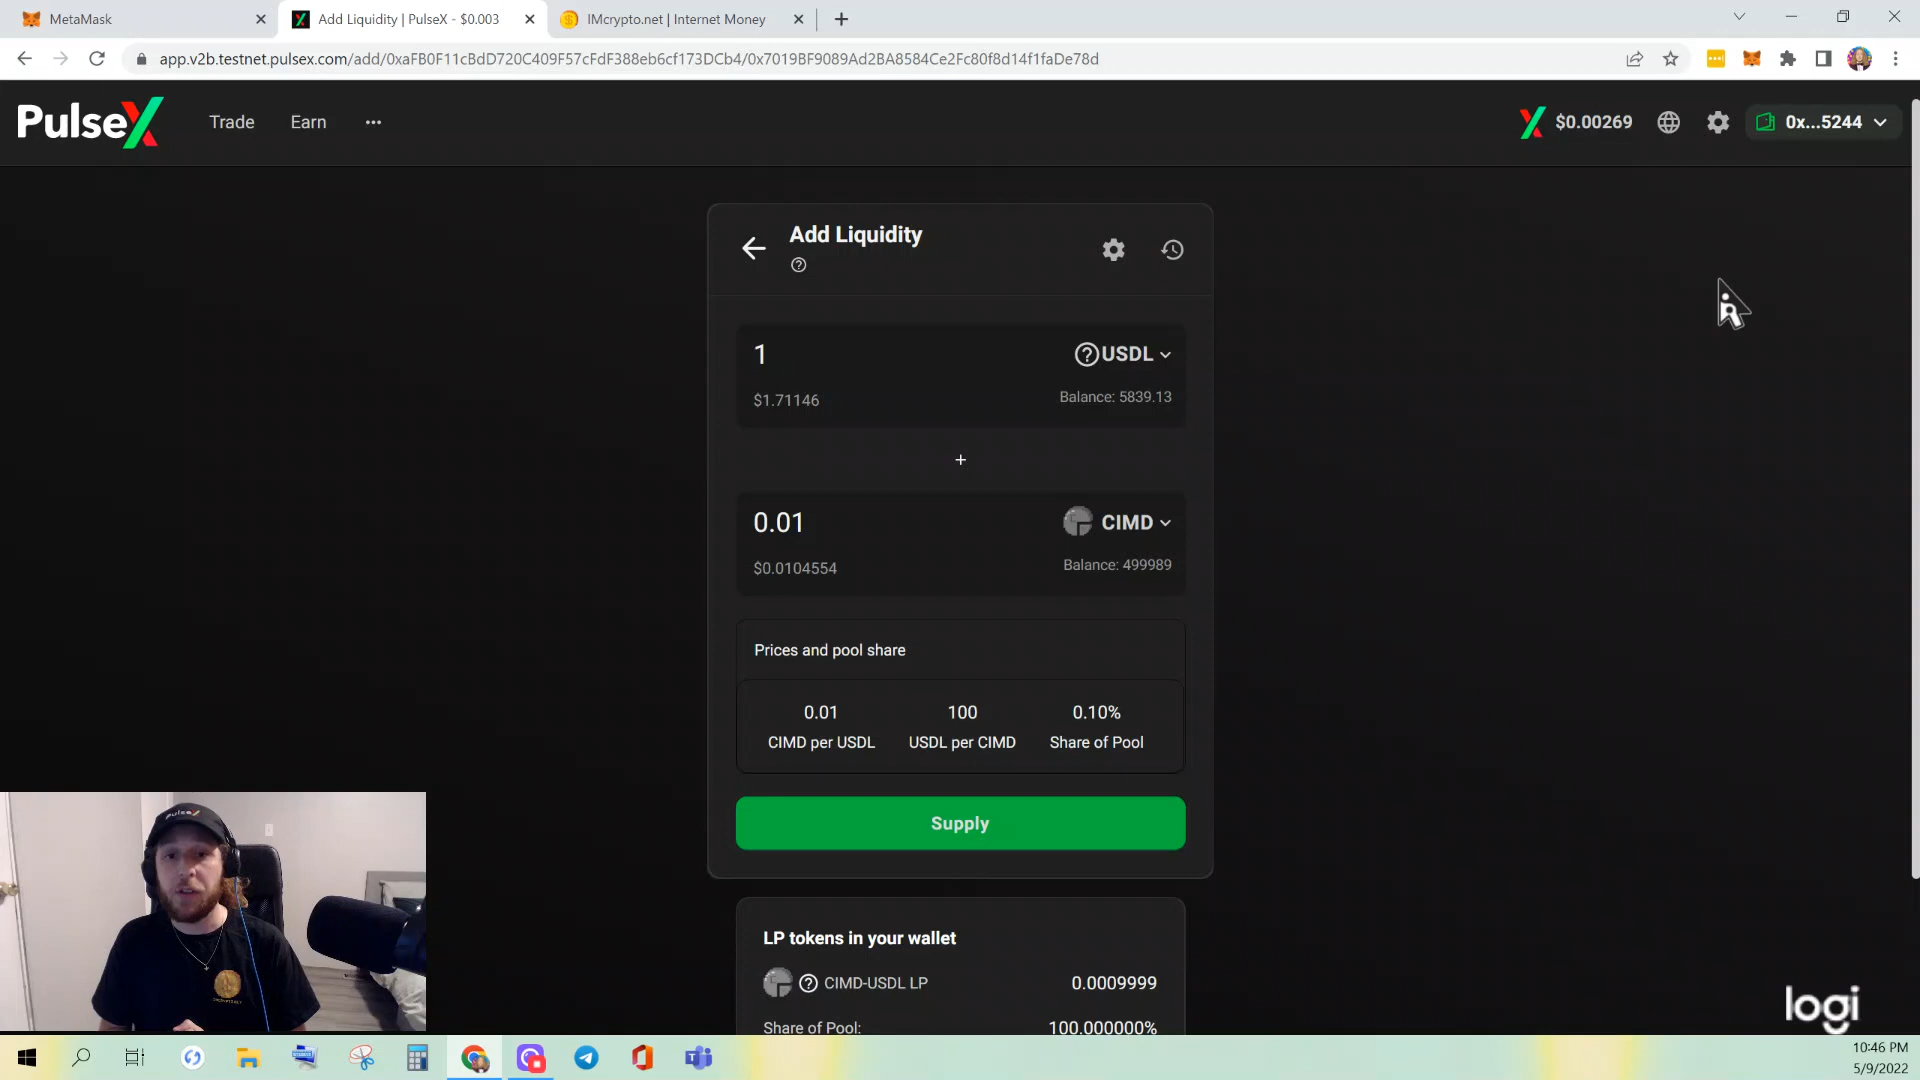 MetaMask
Add Liquidity | PulseX - $0.003
IMcrypto.net | Internet Money
app.v2b.testnet.pulsex.com/add/0xaFB0F11cBdD720C409F57cFdF388eb6cf173DCb4/0x7019BF9089Ad2BA8584Ce2Fc80f8d14f1faDe78d
PulseX
Trade
Earn
$0.00269
0x...5244
Add Liquidity
1
USDL
$1.71146
Balance: 5839.13
+
0.01
CIMD
$0.0104554
Balance: 499989
Prices and pool share
0.01
100
0.10%
CIMD per USDL
USDL per CIMD
Share of Pool
Supply
LP tokens in your wallet
CIMD-USDL LP
0.0009999
Share of Pool:
100.000000%
PulseX
logi
10:46 PM
5/9/2022